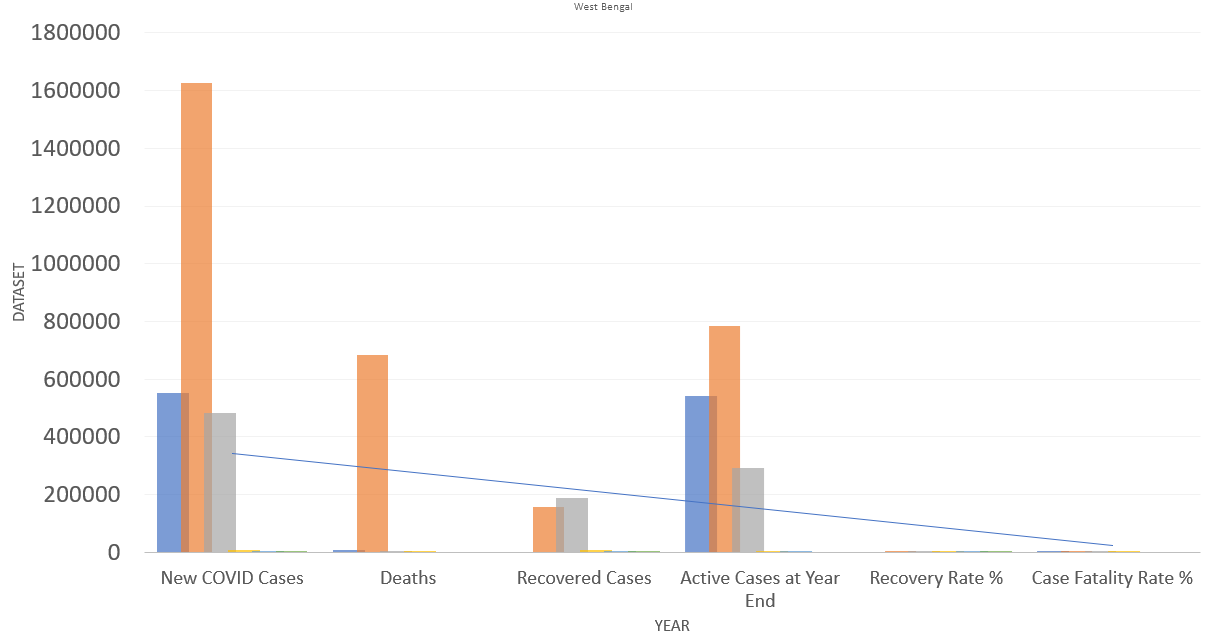 West Bengal
1800000
1600000
1400000
1200000
1000000
800000
600000
400000
200000
0
DATASET
New COVID Cases
Deaths
Recovered Cases
Active Cases at Year
End
Recovery Rate %
Case Fatality Rate %
YEAR